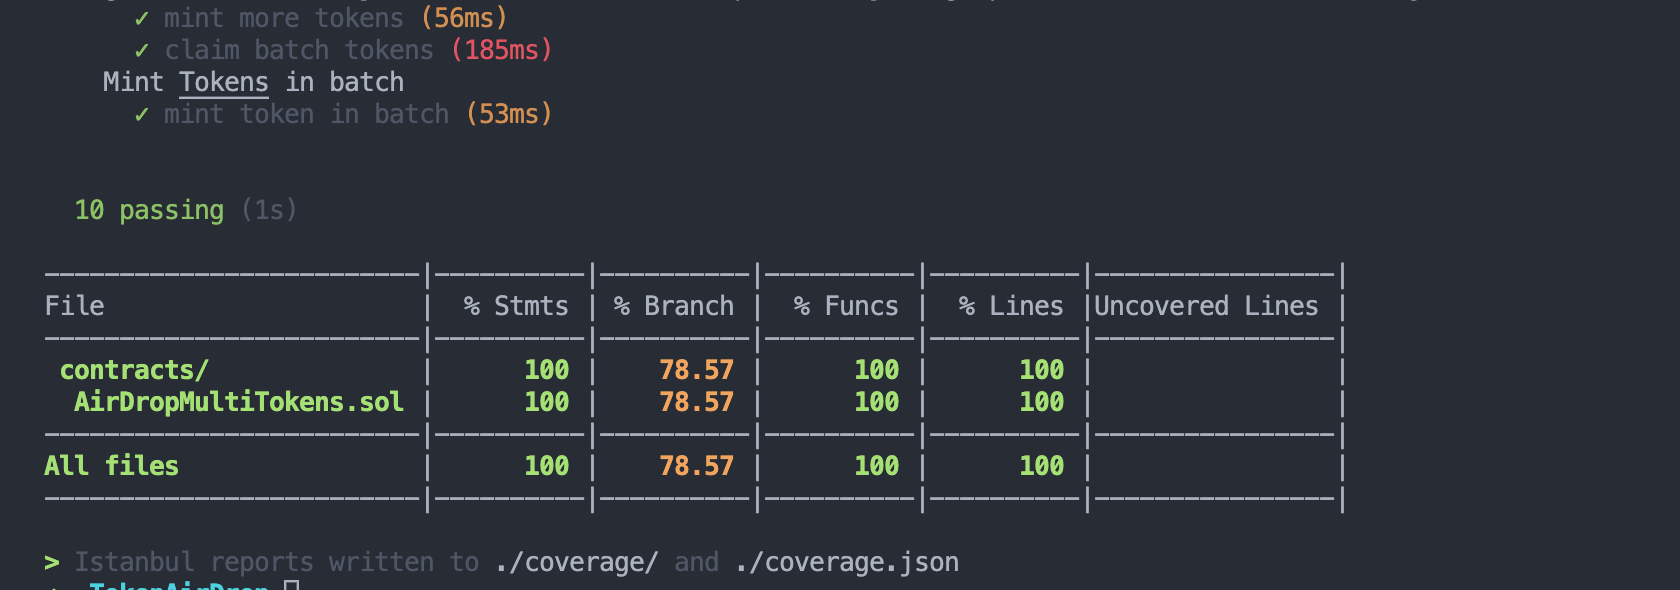 ✓ mint more tokens (56ms)
✓ claim batch tokens (185ms)
Mint Tokens in batch
✓ mint token in batch (53ms)
10 passing (1s)
File | % Stmts | % Branch | % Funcs | % Lines |Uncovered Lines |
contracts/ | 100 | 78.57 | 100 | 100 | |
AirDropMultiTokens.sol | 100 | 78.57 | 100 | 100 | |
All files | 100 | 78.57 | 100 | 100 | |
> Istanbul reports written to ./coverage/ and ./coverage.json
TokenAirDrop